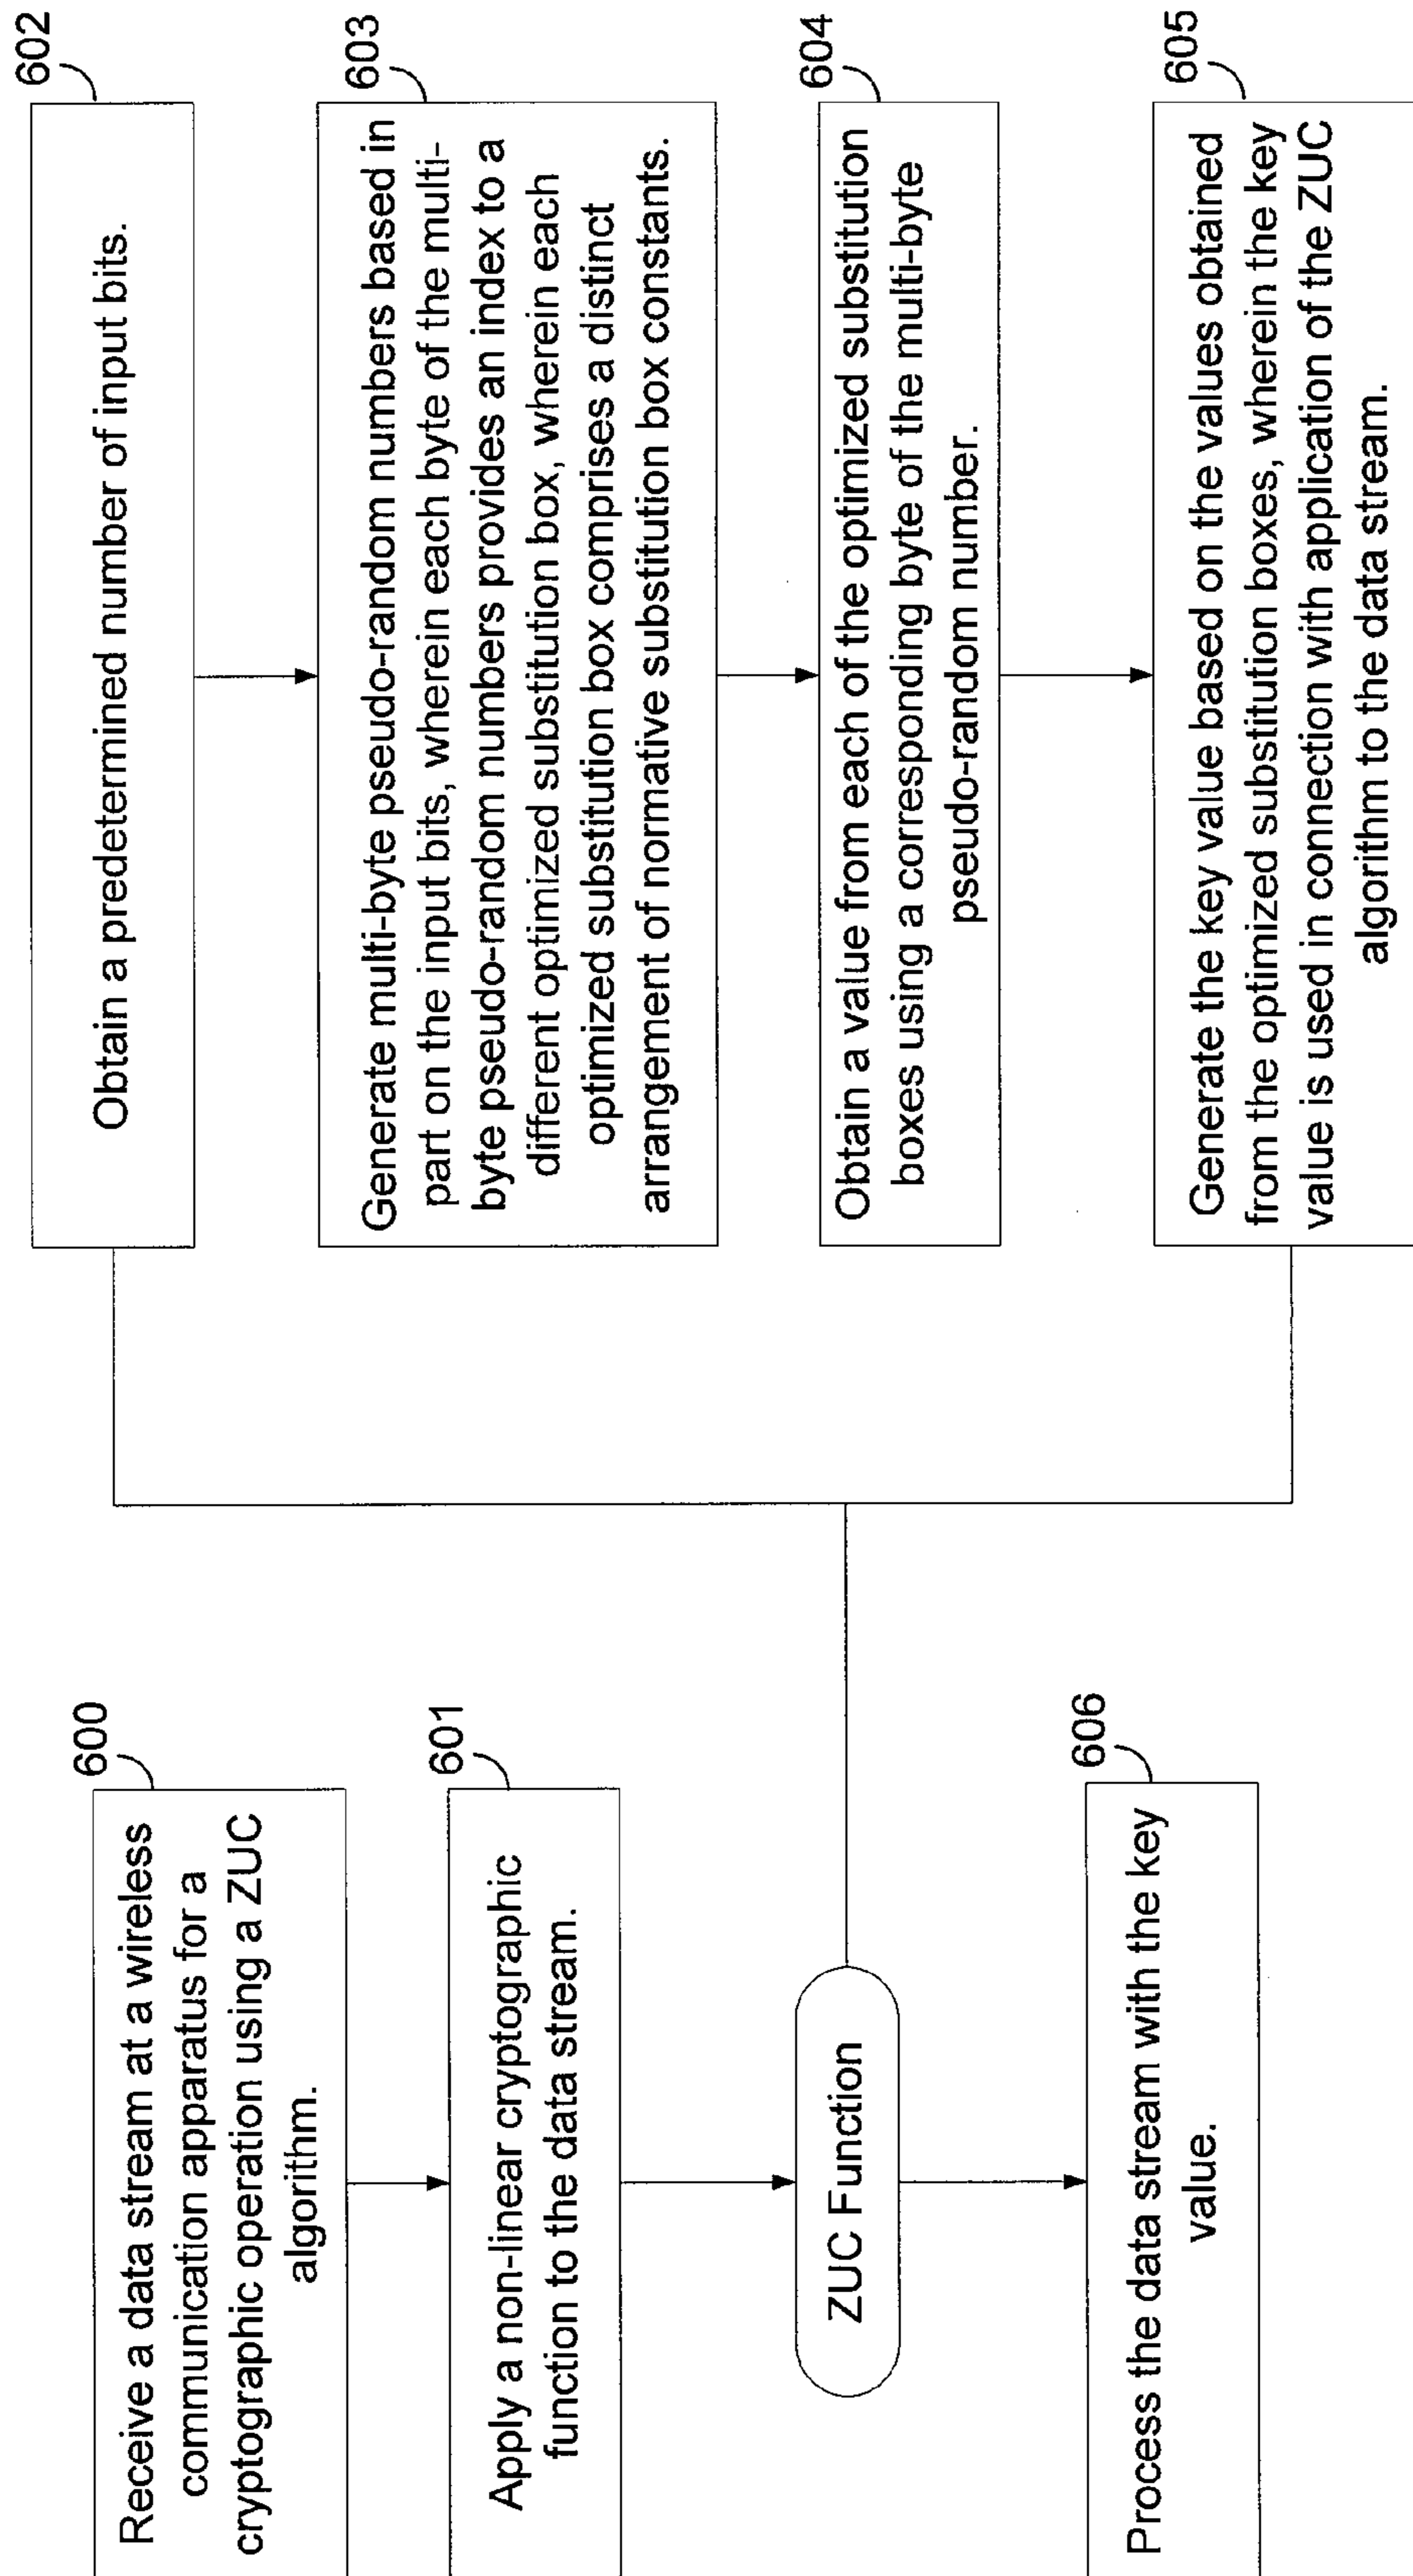 600
Receive a data stream at a wireless
communication apparatus for a
cryptographic operation using a ZUC
algorithm.
601
Apply a non-linear cryptographic
function to the data stream.
ZUC Function
606
Process the data stream with the key
value.
602
Obtain a predetermined number of input bits.
603
Generate multi-byte pseudo-random numbers based in
part on the input bits, wherein each byte of the multi-
byte pseudo-random numbers provides an index to a
different optimized substitution box, wherein each
optimized substitution box comprises a distinct
arrangement of normative substitution box constants.
604
Obtain a value from each of the optimized substitution
boxes using a corresponding byte of the multi-byte
pseudo-random number.
605
Generate the key value based on the values obtained
from the optimized substitution boxes, wherein the key
value is used in connection with application of the ZUC
algorithm to the data stream.